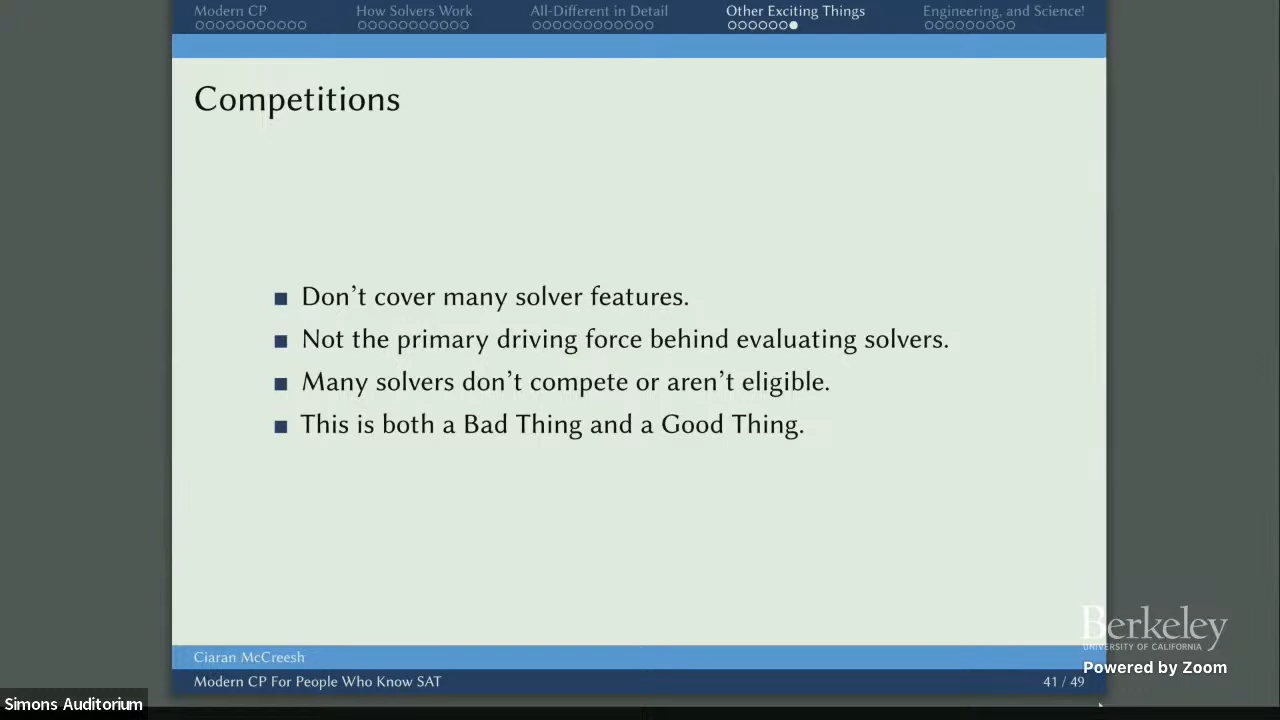 Modern CP
How Solvers Work
All-Different in Detail
Other Exciting Things
Engineering, and Science!
Competitions
Don't cover many solver features.
Not the primary driving force behind evaluating solvers.
Many solvers don't compete or aren't eligible.
This is both a Bad Thing and a Good Thing.
Berkeley
UNIVERSITY OF CALIFORNIA
Powered by Zoom
Ciaran McCreesh
Modern CP For People Who Know SAT
41 / 49
Simons Auditorium